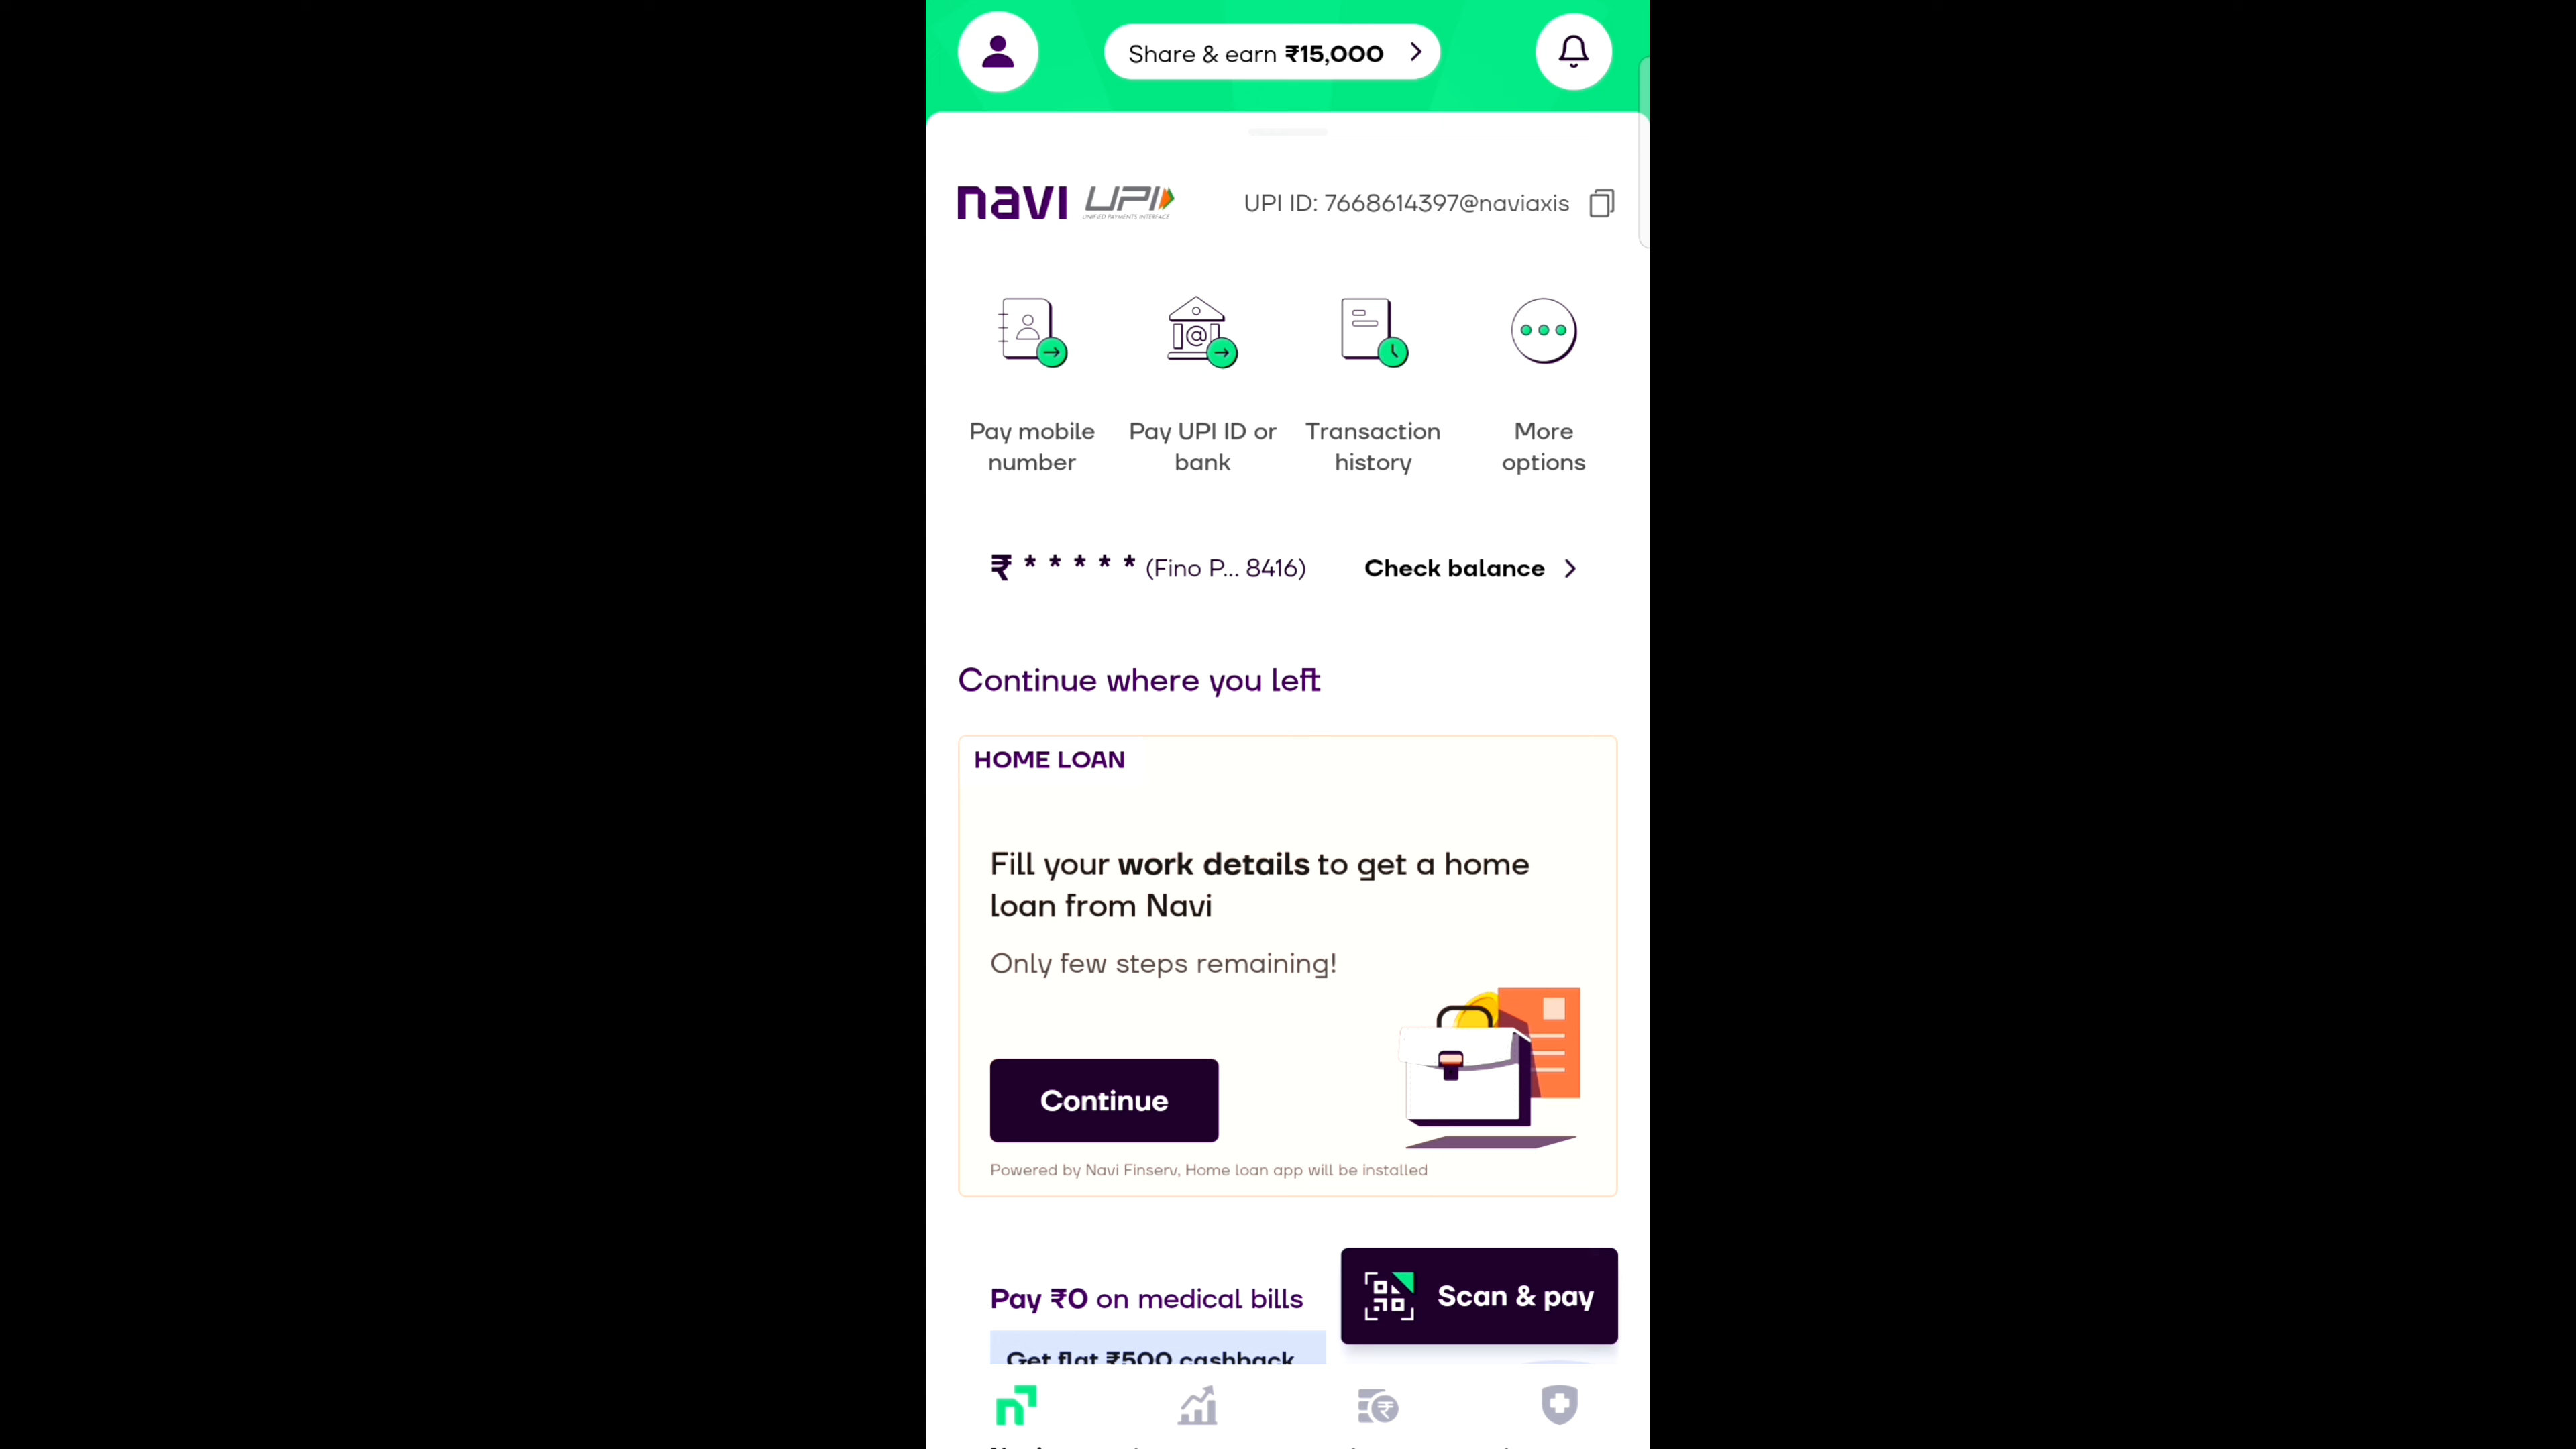 Share & earn ₹15,000
navi UPI
UNIFIED PAYMENTS INTERFACE
UPI ID: 7668614397@naviaxis
Pay mobile number
Pay UPI ID or bank
Transaction history
More options
₹ * * * * * (Fino P... 8416)
Check balance
Continue where you left
HOME LOAN
Fill your work details to get a home
loan from Navi
Only few steps remaining!
Continue
Powered by Navi Finserv, Home loan app will be installed
Pay ₹0 on medical bills
Scan & pay
Get flat ₹500 cashback